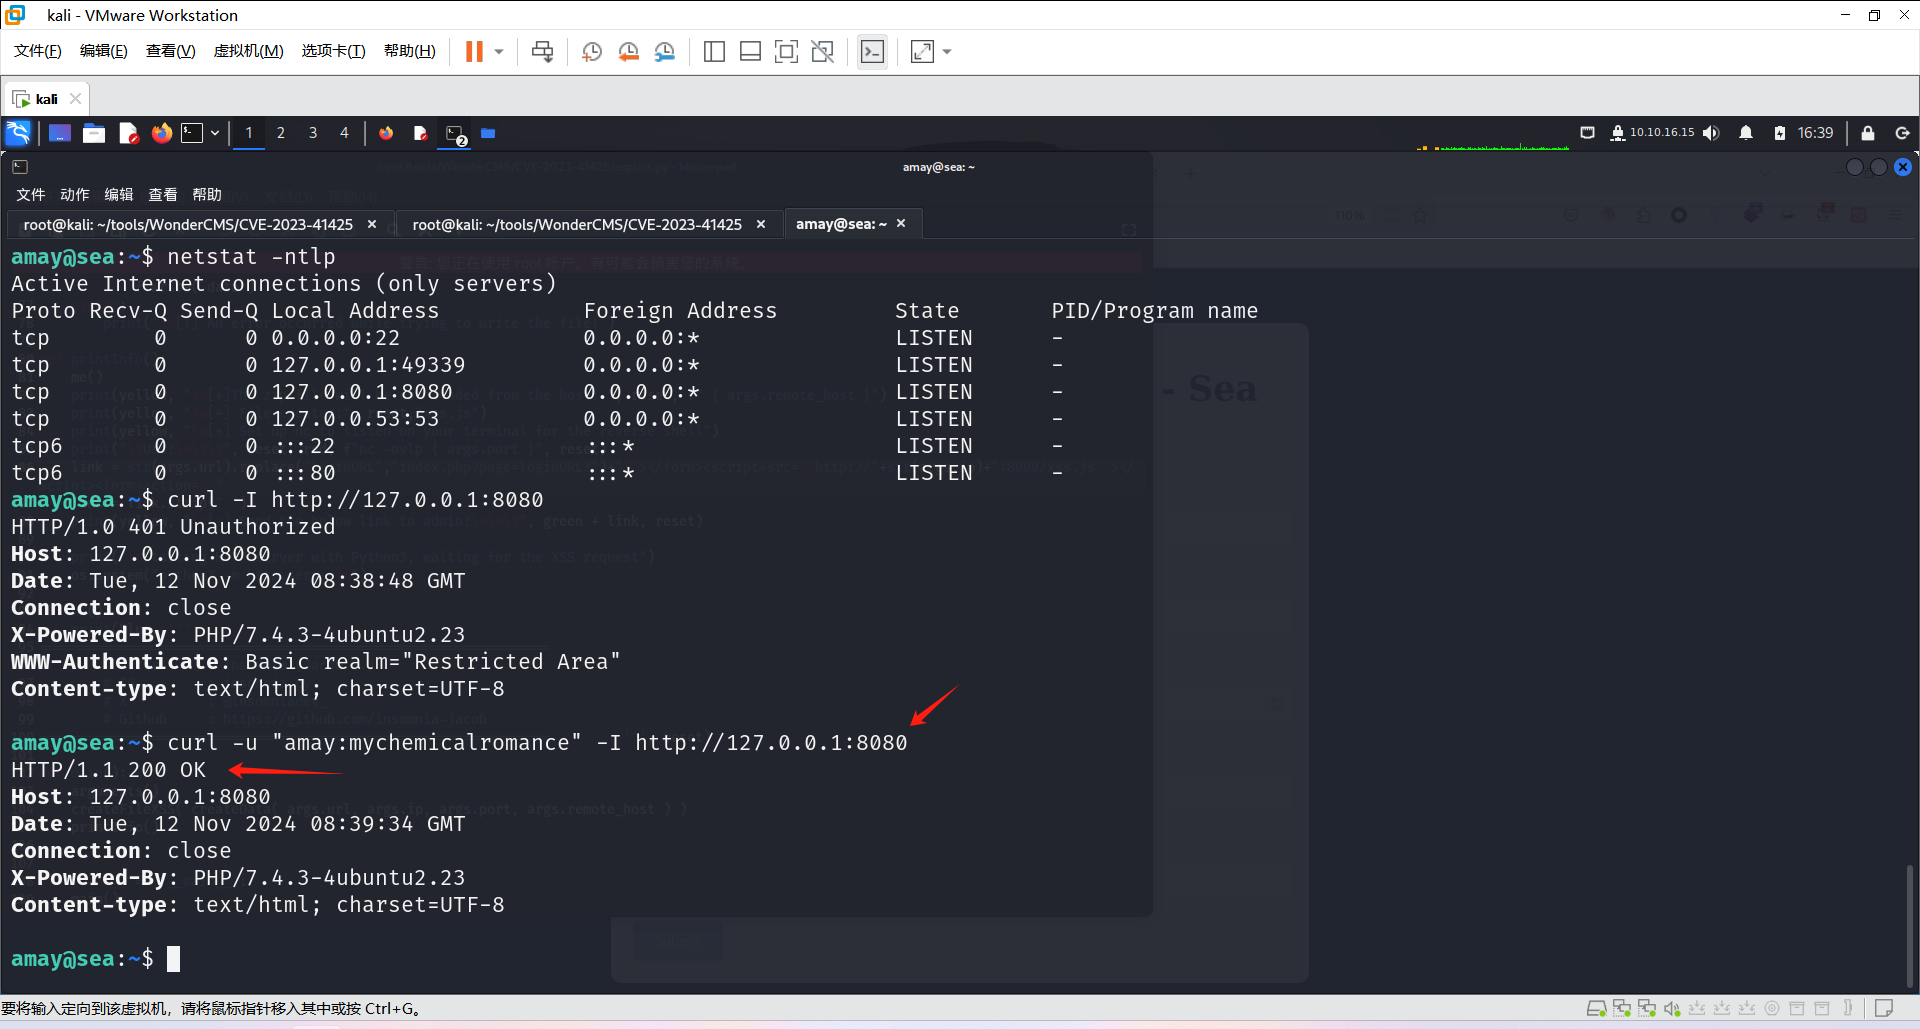 kali - VMware Workstation
文件(F) 编辑(E) 查看(V) 虚拟机(M) 选项卡(T) 帮助(H)
kali
1 2 3 4 2 10.10.16.15 16:39
amay@sea: ~
文件 动作 编辑 查看 帮助
root@kali: ~/tools/WonderCMS/CVE-2023-41425 root@kali: ~/tools/WonderCMS/CVE-2023-41425 amay@sea: ~
amay@sea:~$ netstat -ntlp
Active Internet connections (only servers)
Proto Recv-Q Send-Q Local Address Foreign Address State PID/Program name
tcp 0 0 0.0.0.0:22 0.0.0.0:* LISTEN -
tcp 0 0 127.0.0.1:49339 0.0.0.0:* LISTEN -
tcp 0 0 127.0.0.1:8080 0.0.0.0:* LISTEN -
tcp 0 0 127.0.0.53:53 0.0.0.0:* LISTEN -
tcp6 0 0 :::22 :::* LISTEN -
tcp6 0 0 :::80 :::* LISTEN -
- Sea
amay@sea:~$ curl -I http://127.0.0.1:8080
HTTP/1.0 401 Unauthorized
Host: 127.0.0.1:8080
Date: Tue, 12 Nov 2024 08:38:48 GMT
Connection: close
X-Powered-By: PHP/7.4.3-4ubuntu2.23
WWW-Authenticate: Basic realm="Restricted Area"
Content-type: text/html; charset=UTF-8
amay@sea:~$ curl -u "amay:mychemicalromance" -I http://127.0.0.1:8080
HTTP/1.1 200 OK
Host: 127.0.0.1:8080
Date: Tue, 12 Nov 2024 08:39:34 GMT
Connection: close
X-Powered-By: PHP/7.4.3-4ubuntu2.23
Content-type: text/html; charset=UTF-8
amay@sea:~$
要将输入定向到该虚拟机，请将鼠标指针移入其中或按 Ctrl+G。